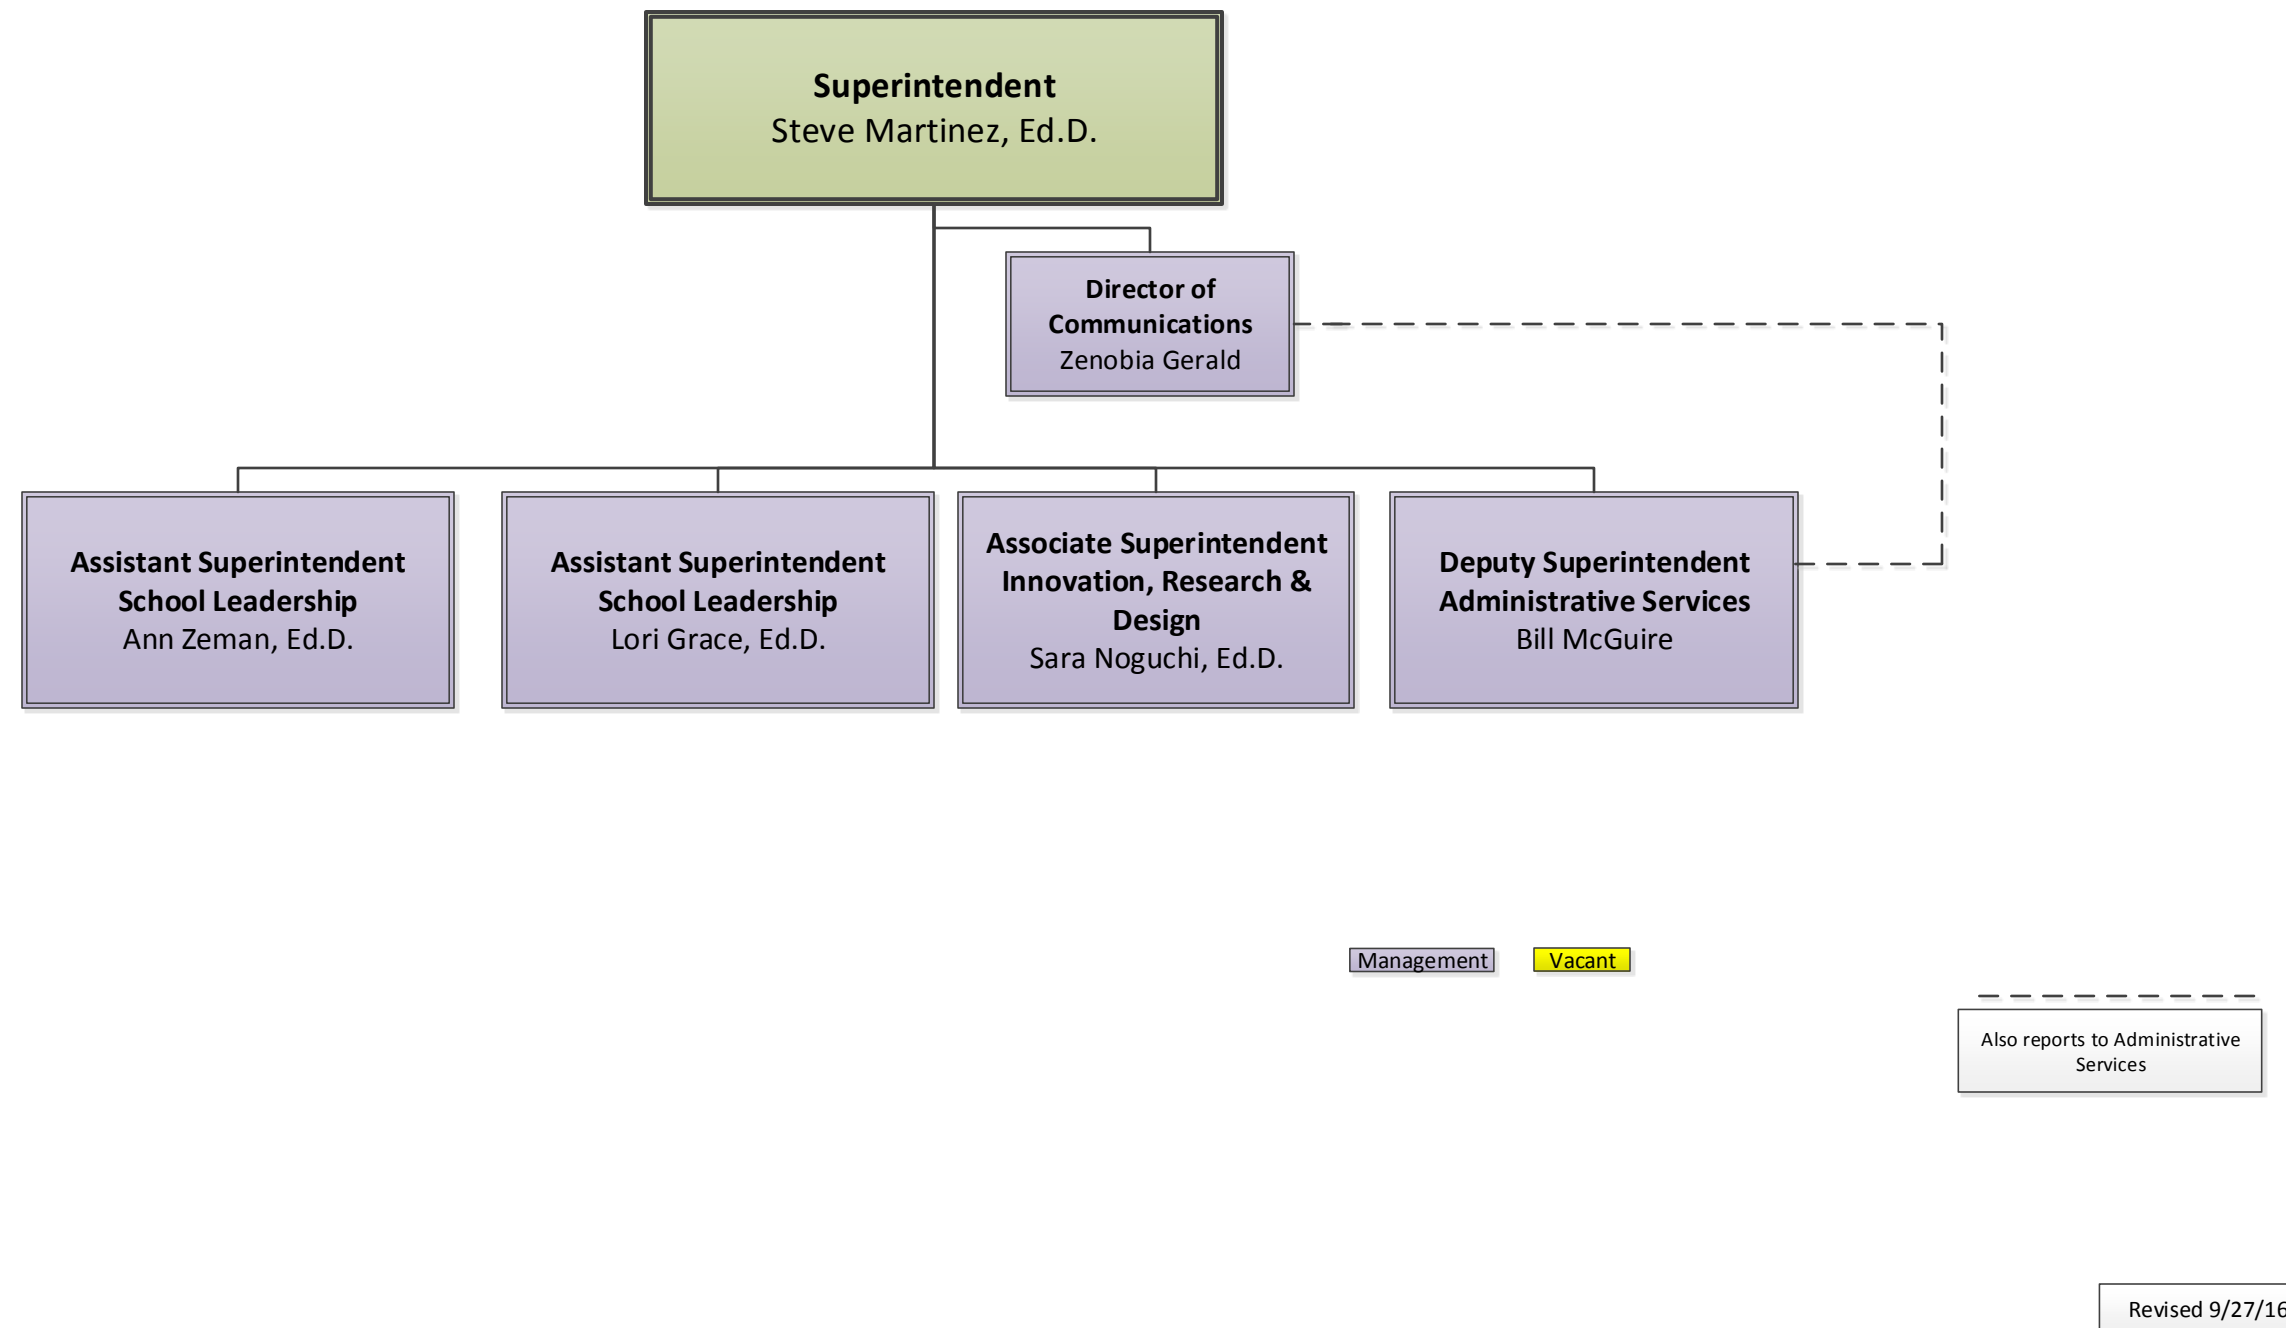 Superintendent
Steve Martinez, Ed.D.
Director of
Communications
Zenobia Gerald
Assistant Superintendent
School Leadership
Ann Zeman, Ed.D.
Assistant Superintendent
School Leadership
Lori Grace, Ed.D.
Associate Superintendent
Innovation, Research &
Design
Sara Noguchi, Ed.D.
Deputy Superintendent
Administrative Services
Bill McGuire
Management
Vacant
Also reports to Administrative
Services
Revised 9/27/16